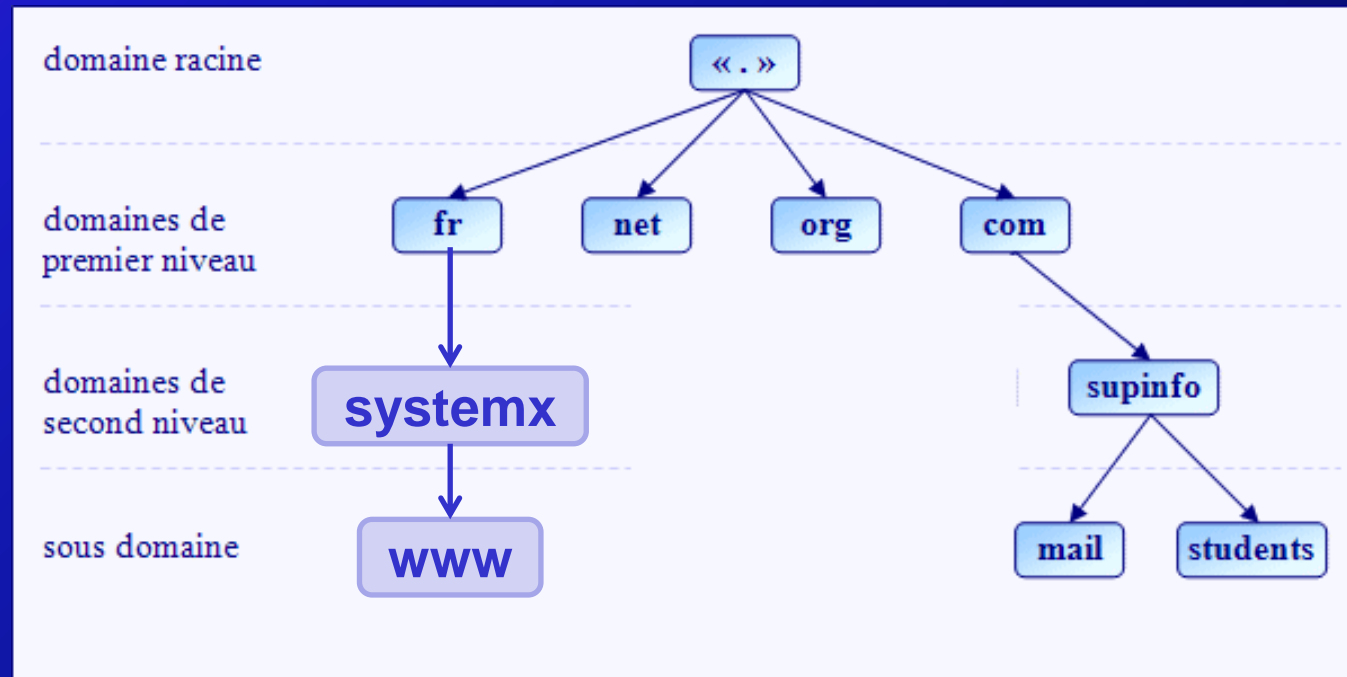 domaine racine
« . »
domaines de
premier niveau
fr
net
org
com
domaines de
second niveau
systemx
supinfo
sous domaine
www
mail
students